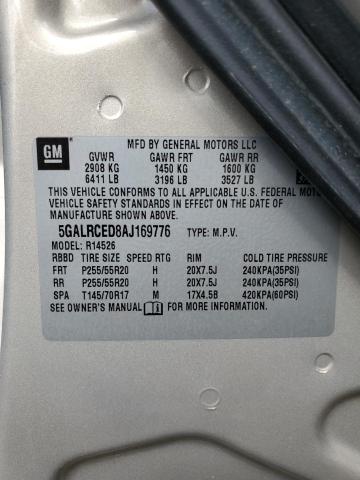 GM
MFD BY GENERAL MOTORS LLC
GVWR GAWR FRT GAWR RR
2908 KG 1450 KG 1600 KG
6411 LB 3196 LB 3527 LB
THIS VEHICLE CONFORMS TO ALL APPLICABLE U.S. FEDERAL MOTOR
VEHICLE SAFETY STANDARDS IN EFFECT ON THE DATE OF
MANUFACTURE SHOWN ABOVE.
5GALRCED8AJ169776 TYPE: M.P.V.
MODEL: R14526
RBBD TIRE SIZE SPEED RTG RIM COLD TIRE PRESSURE
FRT P255/55R20 H 20X7.5J 240KPA(35PSI)
RR P255/55R20 H 20X7.5J 240KPA(35PSI)
SPA T145/70R17 M 17X4.5B 420KPA(60PSI)
SEE OWNER'S MANUAL FOR MORE INFORMATION.